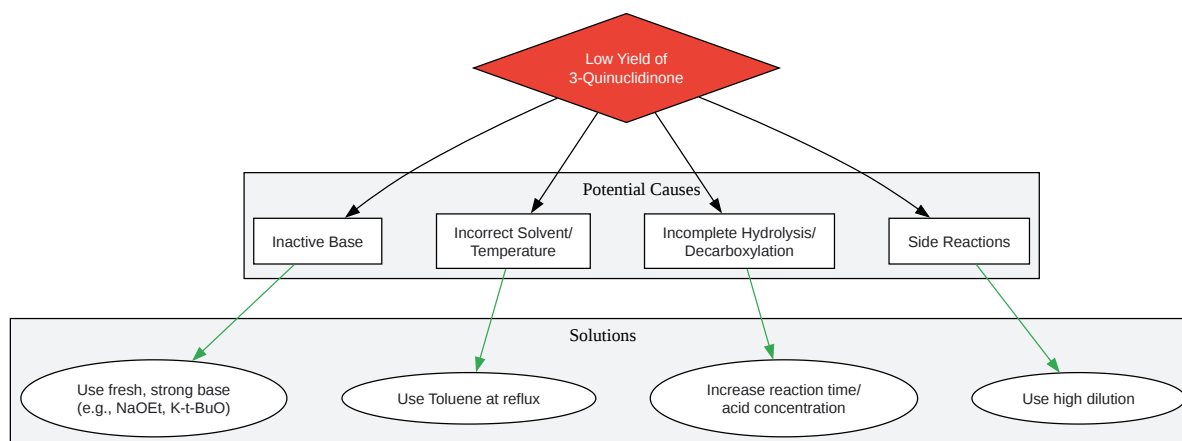 Low Yield of
3-Quinuclidinone
Potential Causes
Inactive Base
Incorrect Solvent/
Temperature
Incomplete Hydrolysis/
Decarboxylation
Side Reactions
Solutions
Use fresh, strong base
(e.g., NaOEt, K-t-BuO)
Use Toluene at reflux
Increase reaction time/
acid concentration
Use high dilution